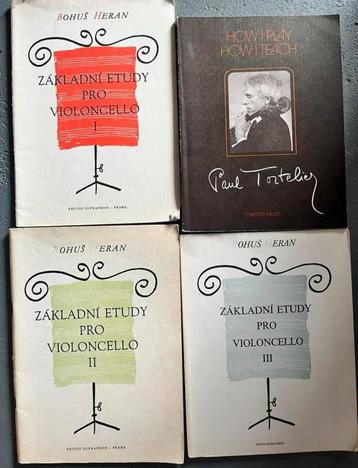 BOHUŠ HERAN
ZÁKLADNÍ ETUDY
PRO
VIOLONCELLO
I
EDITIO SUPRAPHON – PRAHA
HOW I PLAY
HOW I TEACH
Paul Tortelier
CHESTER MUSIC
BOHUŠ HERAN
ZÁKLADNÍ ETUDY
PRO
VIOLONCELLO
II
EDITIO SUPRAPHON – PRAHA
BOHUŠ HERAN
ZÁKLADNÍ ETUDY
PRO
VIOLONCELLO
III
EDITIO SUPRAPHON